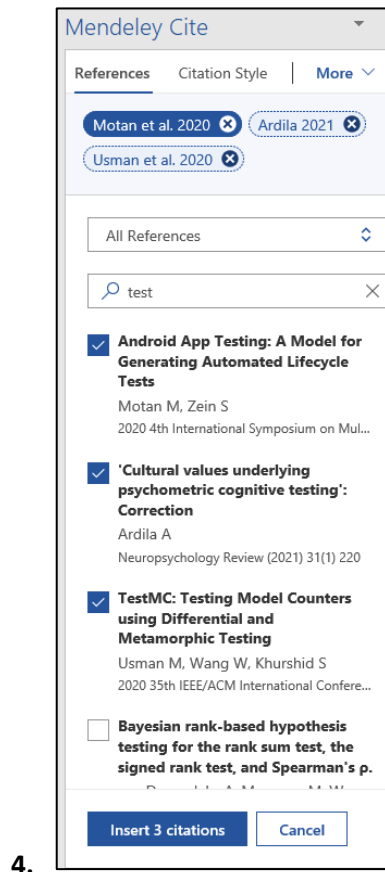 Mendeley Cite
References Citation Style More
Motan et al. 2020 Ardila 2021
Usman et al. 2020
All References
test
Android App Testing: A Model for
Generating Automated Lifecycle
Tests
Motan M, Zein S
2020 4th International Symposium on Mul...
'Cultural values underlying
psychometric cognitive testing':
Correction
Ardila A
Neuropsychology Review (2021) 31(1) 220
TestMC: Testing Model Counters
using Differential and
Metamorphic Testing
Usman M, Wang W, Khurshid S
2020 35th IEEE/ACM International Confere...
Bayesian rank-based hypothesis
testing for the rank sum test, the
signed rank test, and Spearman's ρ.
Insert 3 citations Cancel
4.